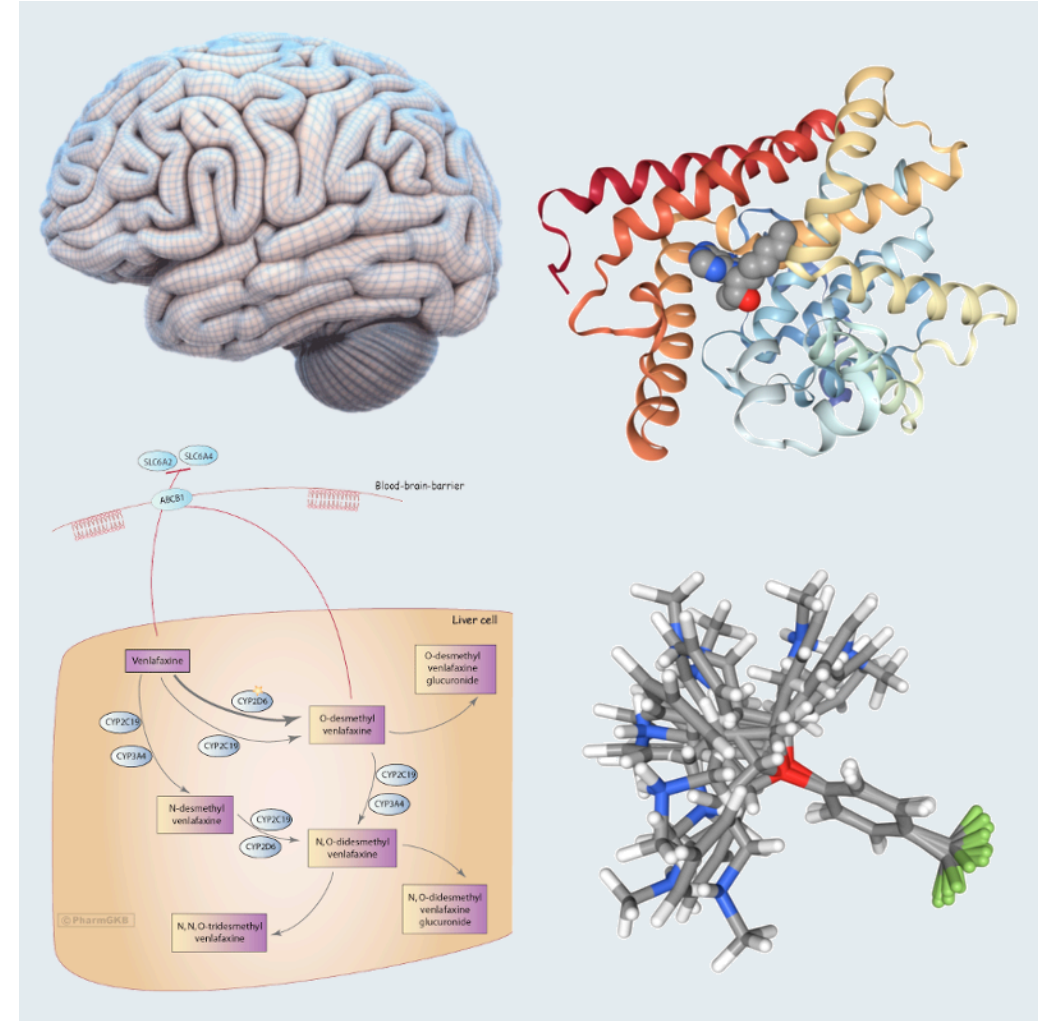 SLC6A2
SLC6A4
ABCB1
Blood-brain-barrier
Liver cell
Venlafaxine
O-desmethyl
venlafaxine
glucuronide
CYP2D6
CYP2C19
O-desmethyl
venlafaxine
CYP2C19
CYP3A4
CYP2C19
CYP3A4
N-desmethyl
venlafaxine
CYP2C19
CYP2D6
N,O-didesmethyl
venlafaxine
N,O-didesmethyl
venlafaxine
glucuronide
© PharmGKB
N,N,O-tridesmethyl
venlafaxine